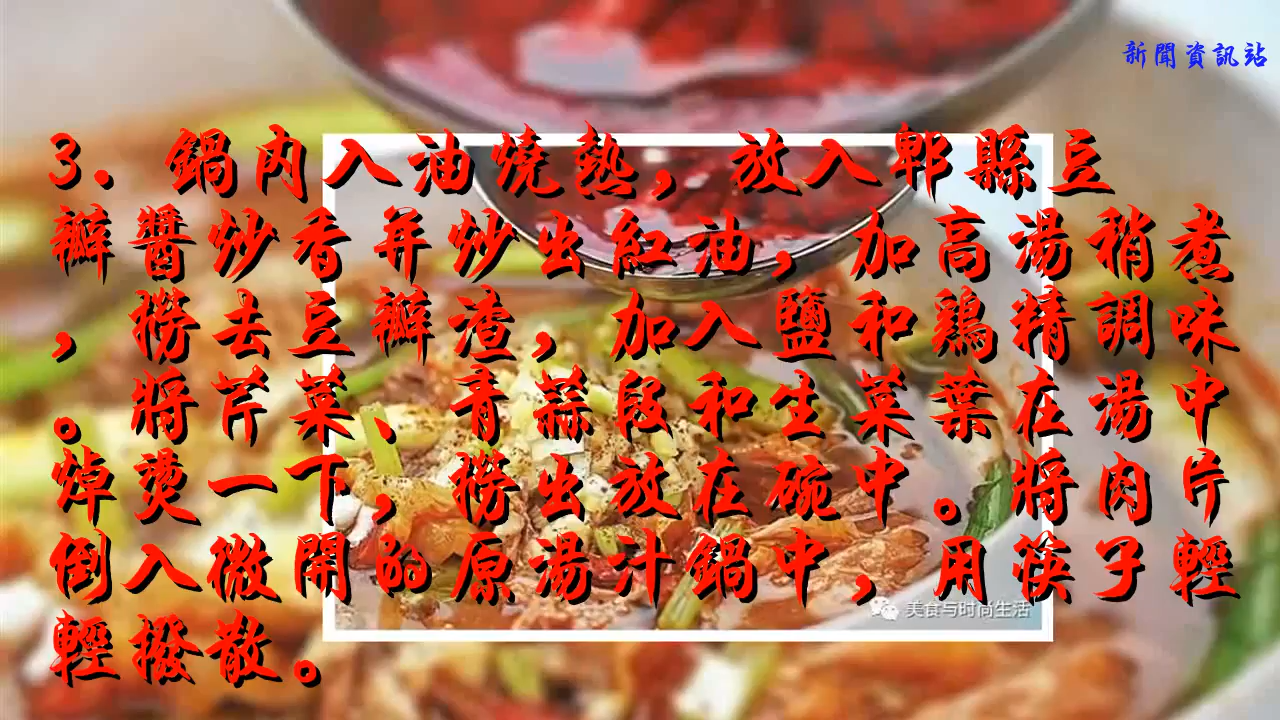 新聞資訊站
3. 鍋內入油燒熱，放入郫縣豆
瓣醬炒香并炒出紅油，加高湯稍煮
，撈去豆瓣渣，加入鹽和鷄精調味
。將芹菜、青蒜段和生菜葉在湯中
焯燙一下，撈出放在碗中。將肉片
倒入微開的原湯汁鍋中，用筷子輕
輕撥散。
美食与时尚生活